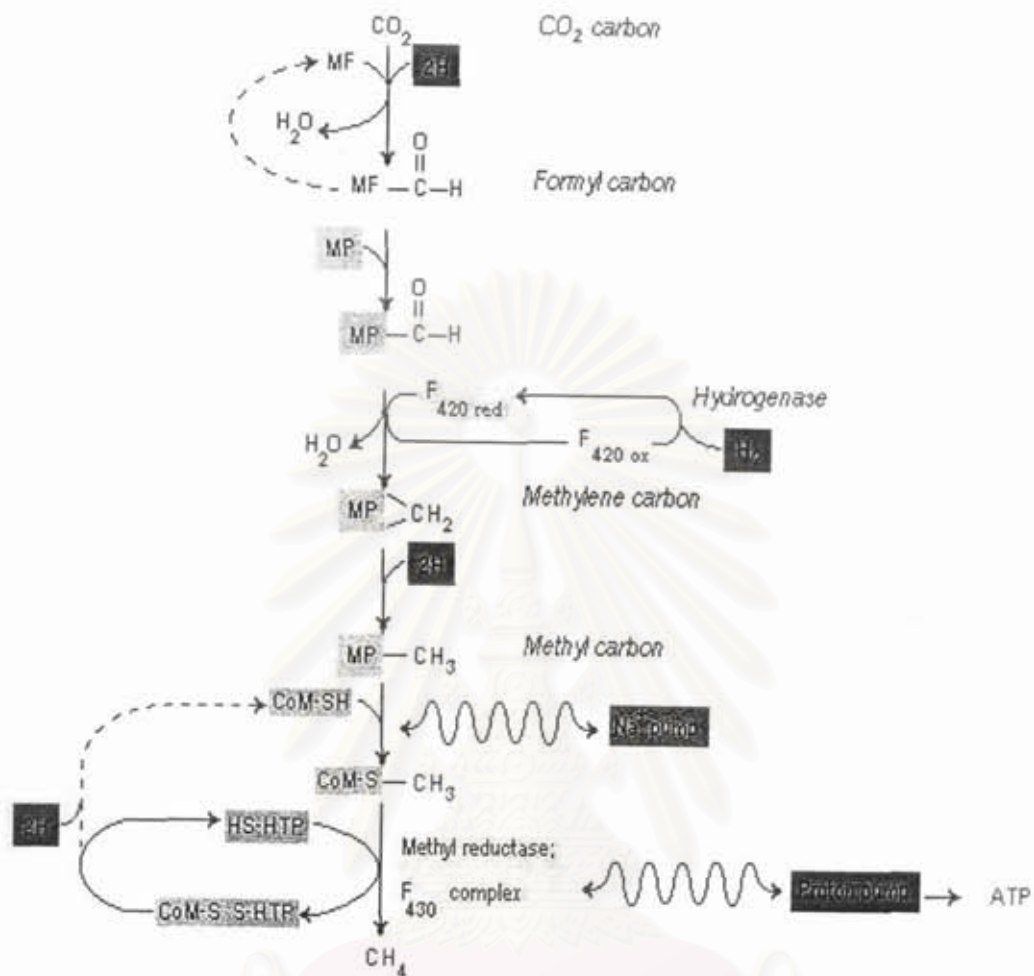 CO2 CO2 carbon
MF 2H
H2O
O
MF—C—H Formyl carbon
MP
O
MP—C—H
F420 red Hydrogenase
H2O F420 ox H2
Methylene carbon
MP CH2
2H
MP—CH3 Methyl carbon
CoM-SH
Na+ pump
CoM-S—CH3
2H HS-HTP
Methyl reductase;
F430 complex Proton pump ATP
CoM-S S-HTP
CH4